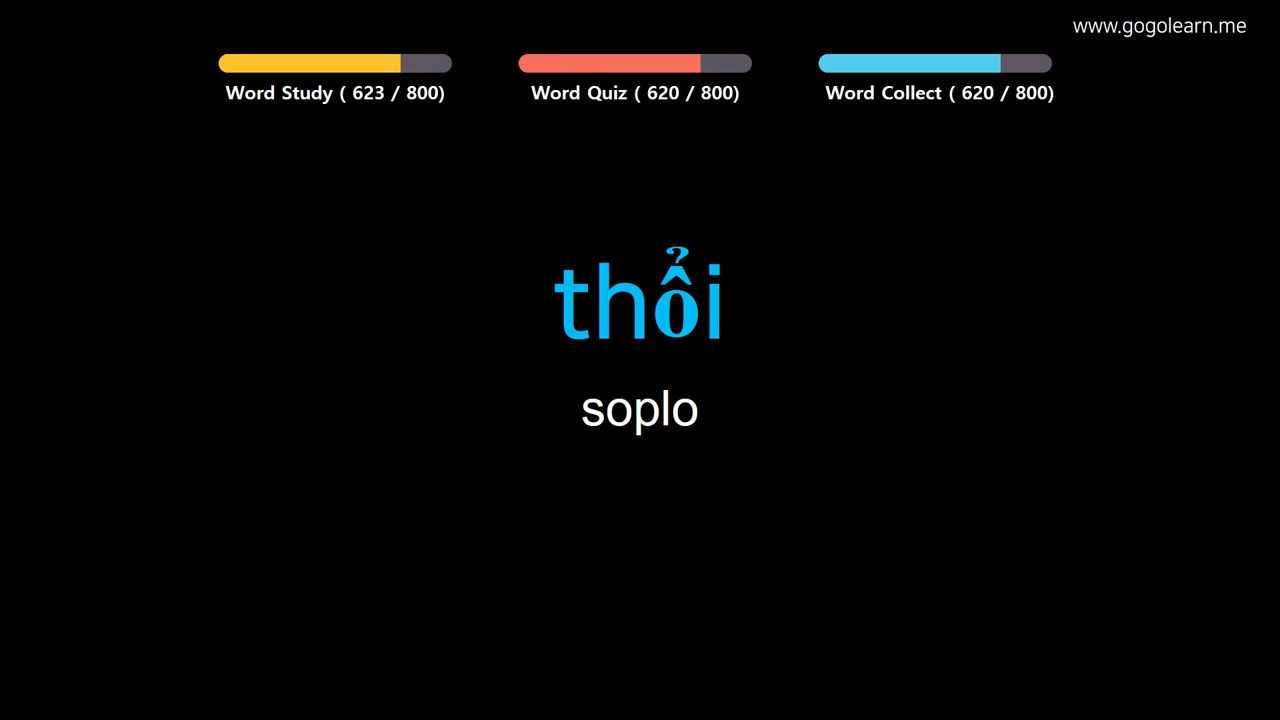 www.gogolearn.me
Word Study ( 623 / 800)
Word Quiz ( 620 / 800)
Word Collect ( 620 / 800)
thổi
soplo